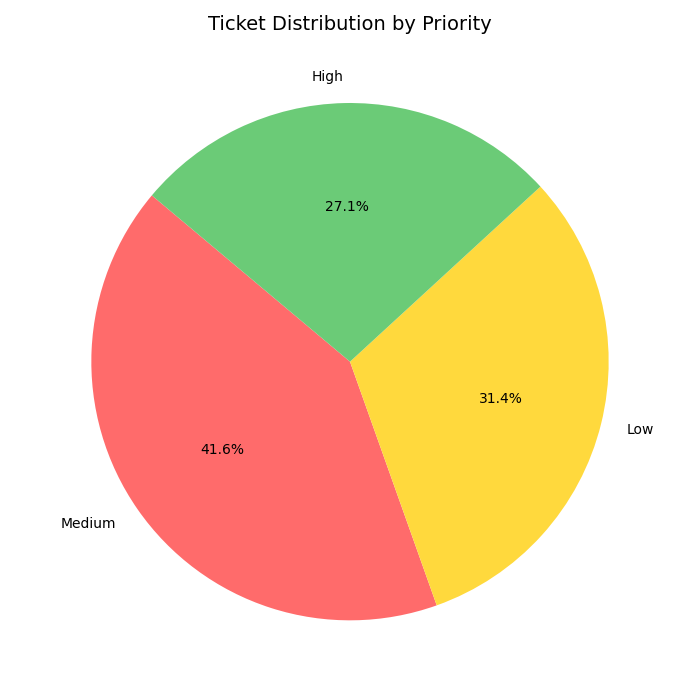 Ticket Distribution by Priority
High
27.1%
31.4%
Low
41.6%
Medium